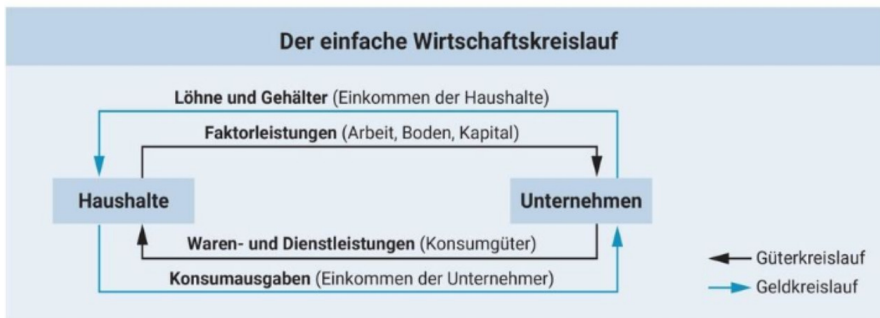 Der einfache Wirtschaftskreislauf
Löhne und Gehälter (Einkommen der Haushalte)
Faktorleistungen (Arbeit, Boden, Kapital)
Haushalte
Unternehmen
Waren- und Dienstleistungen (Konsumgüter)
Konsumausgaben (Einkommen der Unternehmer)
Güterkreislauf
Geldkreislauf